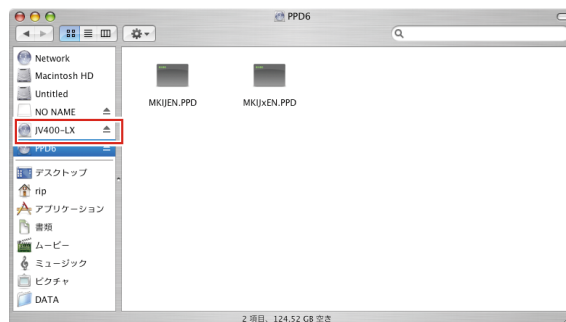 PPD6
Network
Macintosh HD
Untitled
NO NAME
JV400-LX
PPD6
デスクトップ
rip
アプリケーション
書類
ムービー
ミュージック
ピクチャ
DATA
MKIJEN.PPD
MKIJxEN.PPD
2 項目、124.52 GB 空き